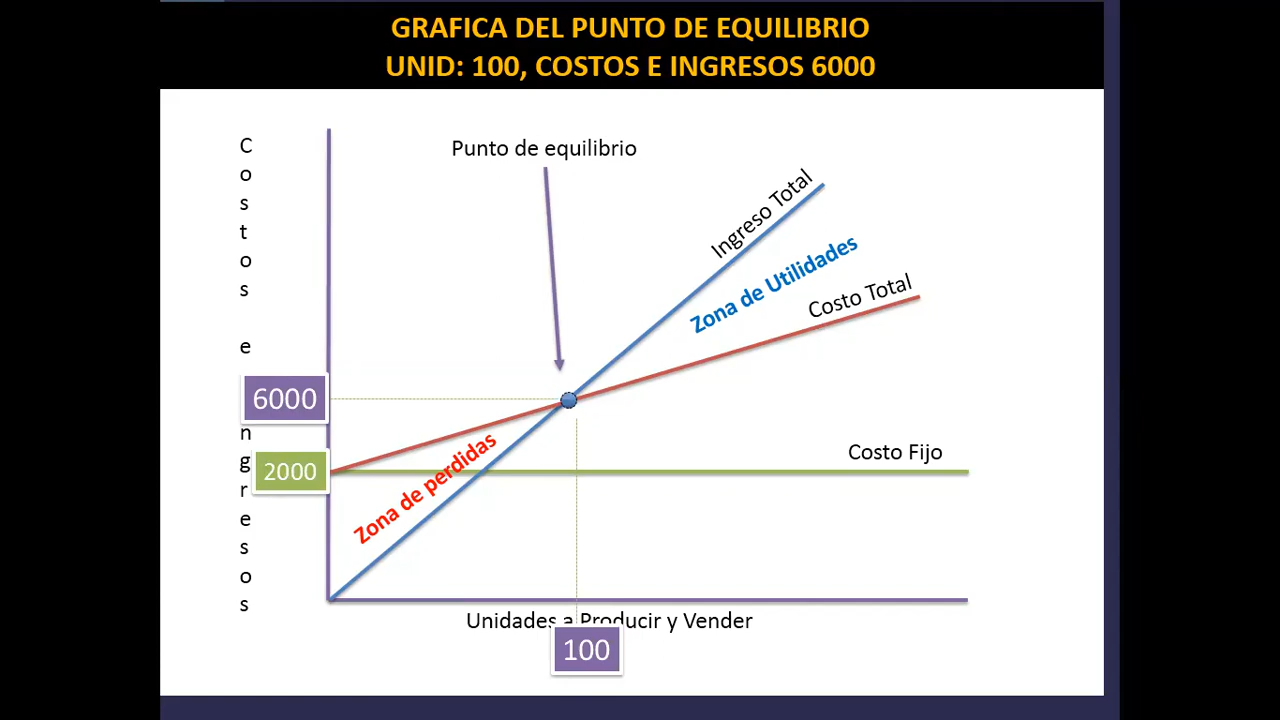 GRAFICA DEL PUNTO DE EQUILIBRIO
UNID: 100, COSTOS E INGRESOS 6000
C
o
s
t
o
s
e
n
g
r
e
s
o
s
Punto de equilibrio
Ingreso Total
Zona de Utilidades
Costo Total
6000
Zona de perdidas
Costo Fijo
2000
Unidades a Producir y Vender
100